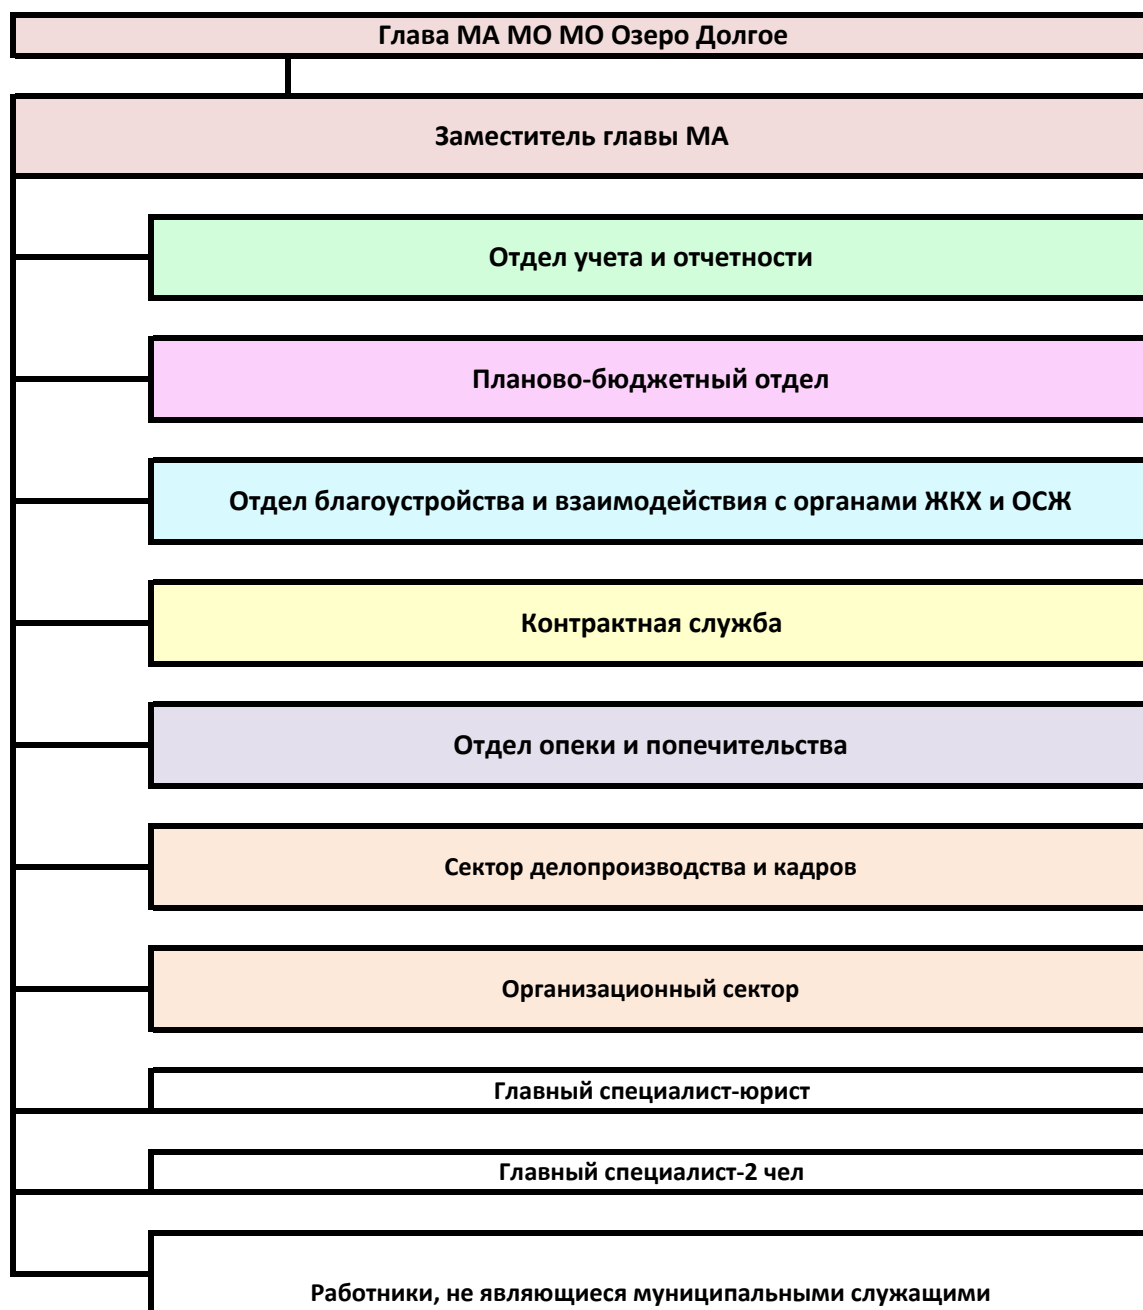 Глава МА МО МО Озеро Долгое
Заместитель главы МА
Отдел учета и отчетности
Планово-бюджетный отдел
Отдел благоустройства и взаимодействия с органами ЖКХ и ОСЖ
Контрактная служба
Отдел опеки и попечительства
Сектор делопроизводства и кадров
Организационный сектор
Главный специалист-юрист
Главный специалист-2 чел
Работники, не являющиеся муниципальными служащими